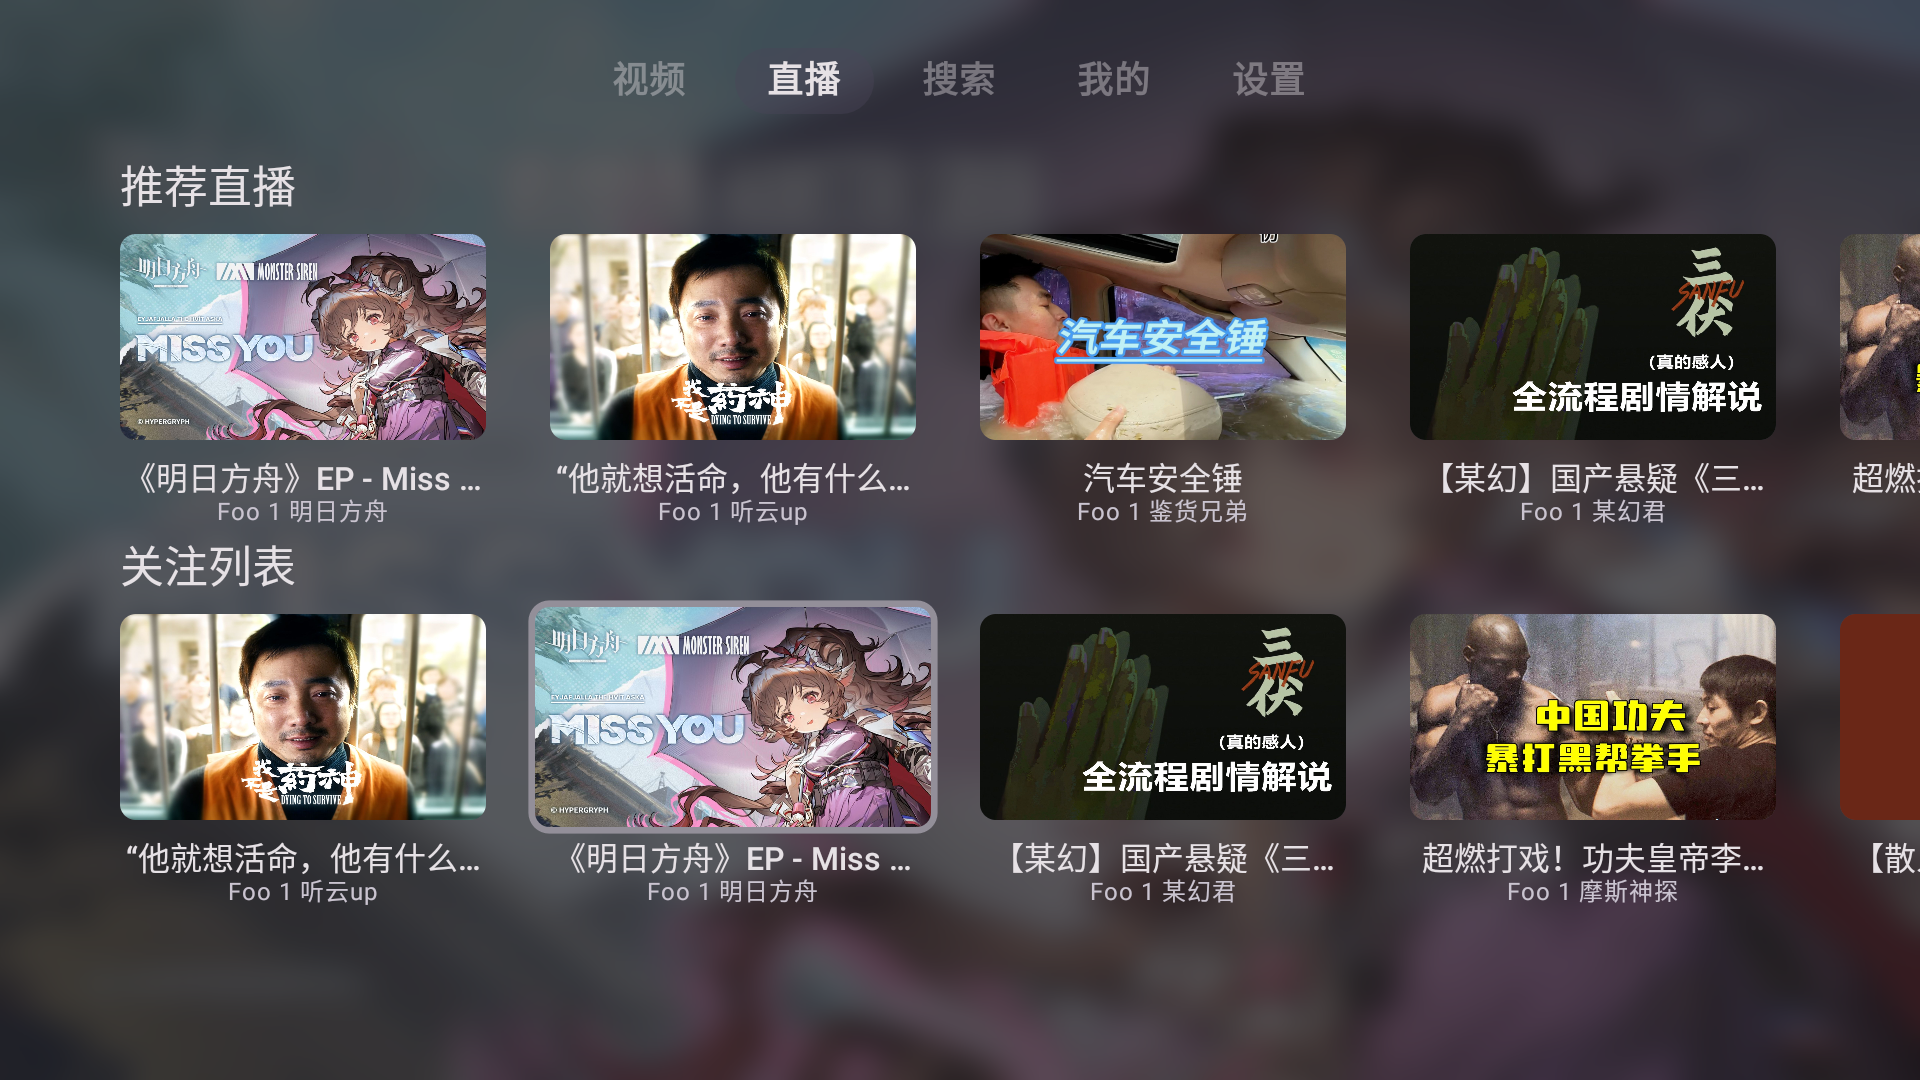 视频 直播 搜索 我的 设置
推荐直播
明日方舟 MONSTER SIREN
EYJAFJALLA THE HVIT ASKA
MISS YOU
© HYPERGRYPH
我不是药神
DYING TO SURVIVE
汽车安全锤
三伏
SANFU
(真的感人)
全流程剧情解说
《明日方舟》EP - Miss ...
Foo 1 明日方舟
“他就想活命，他有什么...
Foo 1 听云up
汽车安全锤
Foo 1 鉴货兄弟
【某幻】国产悬疑《三...
Foo 1 某幻君
超燃
关注列表
我不是药神
DYING TO SURVIVE
明日方舟 MONSTER SIREN
EYJAFJALLA THE HVIT ASKA
MISS YOU
© HYPERGRYPH
三伏
SANFU
(真的感人)
全流程剧情解说
中国功夫
暴打黑帮拳手
“他就想活命，他有什么...
Foo 1 听云up
《明日方舟》EP - Miss ...
Foo 1 明日方舟
【某幻】国产悬疑《三...
Foo 1 某幻君
超燃打戏！功夫皇帝李...
Foo 1 摩斯神探
【散